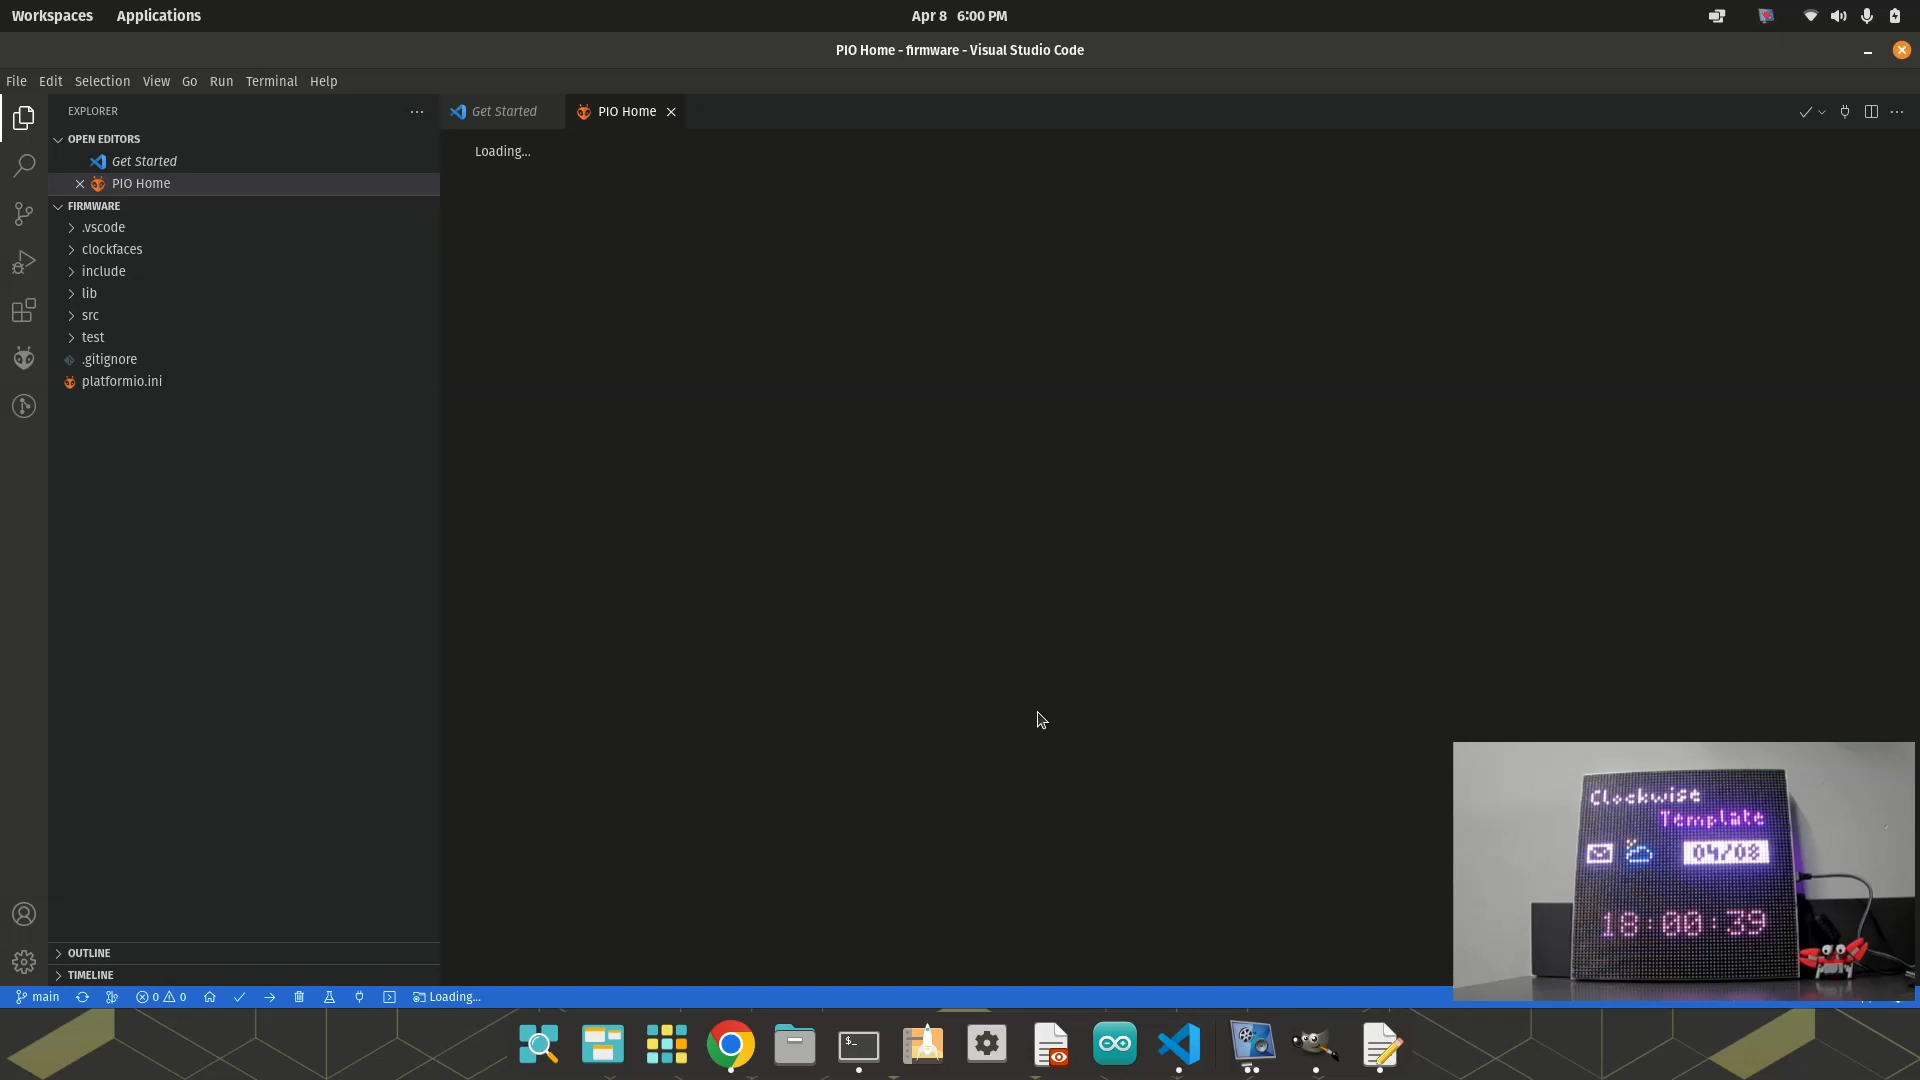 Workspaces Applications Apr 8 6:00 PM
PIO Home - firmware - Visual Studio Code
File Edit Selection View Go Run Terminal Help
EXPLORER
Get Started PIO Home
OPEN EDITORS
Get Started
PIO Home
Loading...
FIRMWARE
.vscode
clockfaces
include
lib
src
test
.gitignore
platformio.ini
OUTLINE
TIMELINE
main 0 0 Loading...
Clockwise
Template
04/08
18:00:39
$_